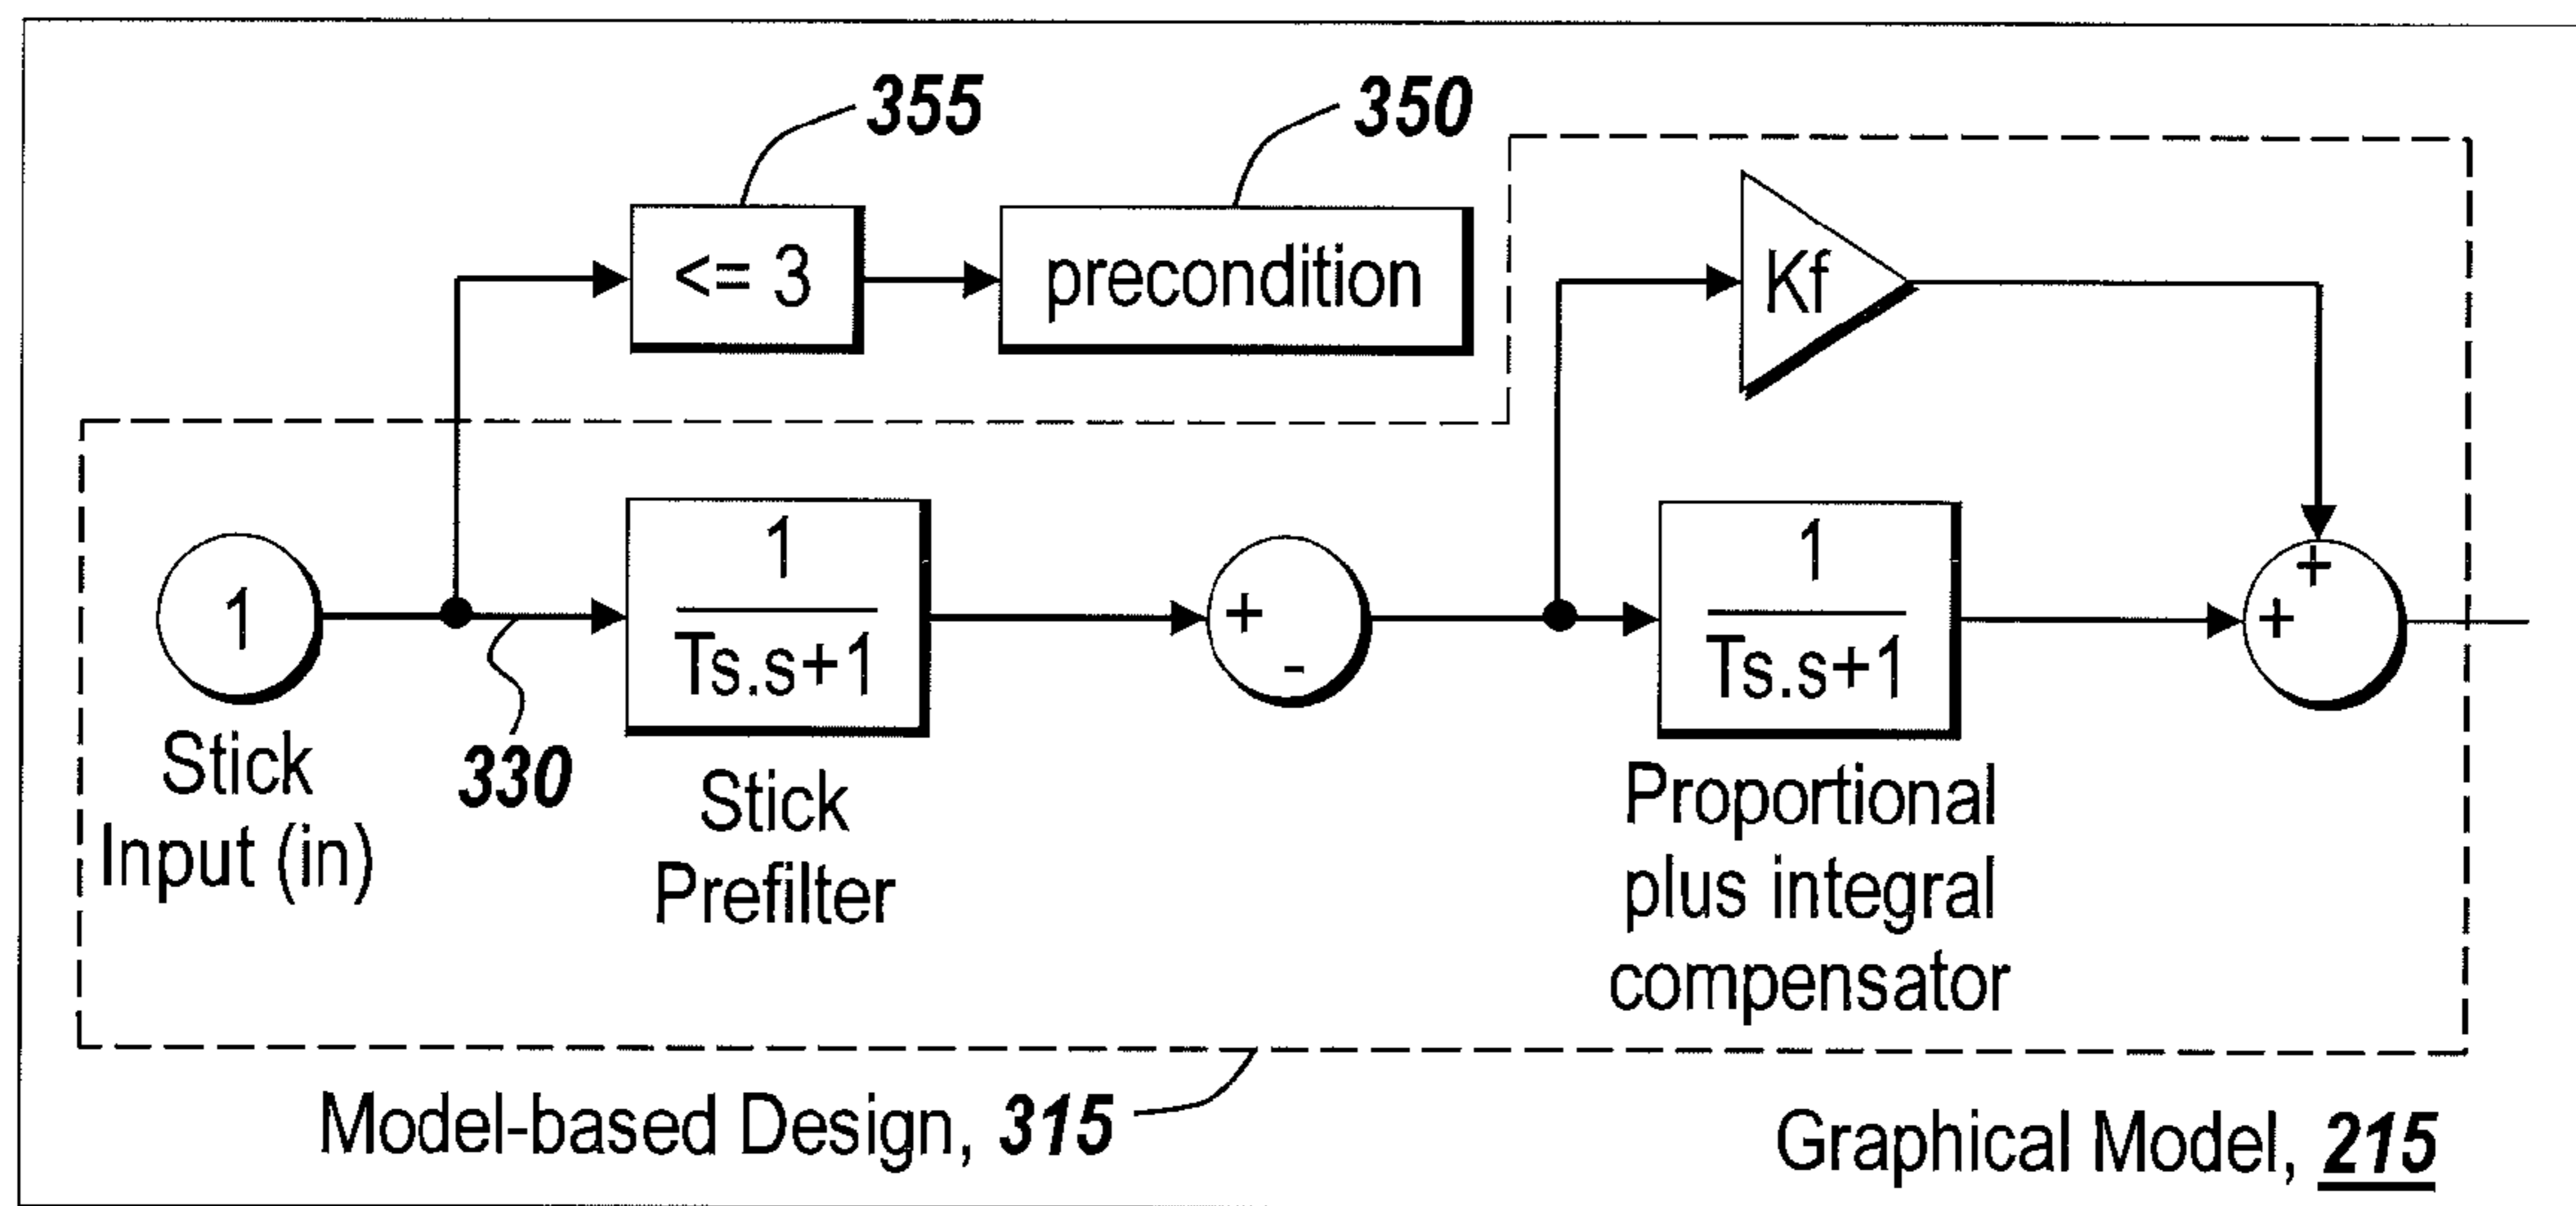 355
350
<= 3
precondition
Kf
1
1
Ts.s+1
+
-
1
Ts.s+1
+
+
330
Stick
Input (in)
Stick
Prefilter
Proportional
plus integral
compensator
Model-based Design, 315
Graphical Model, 215